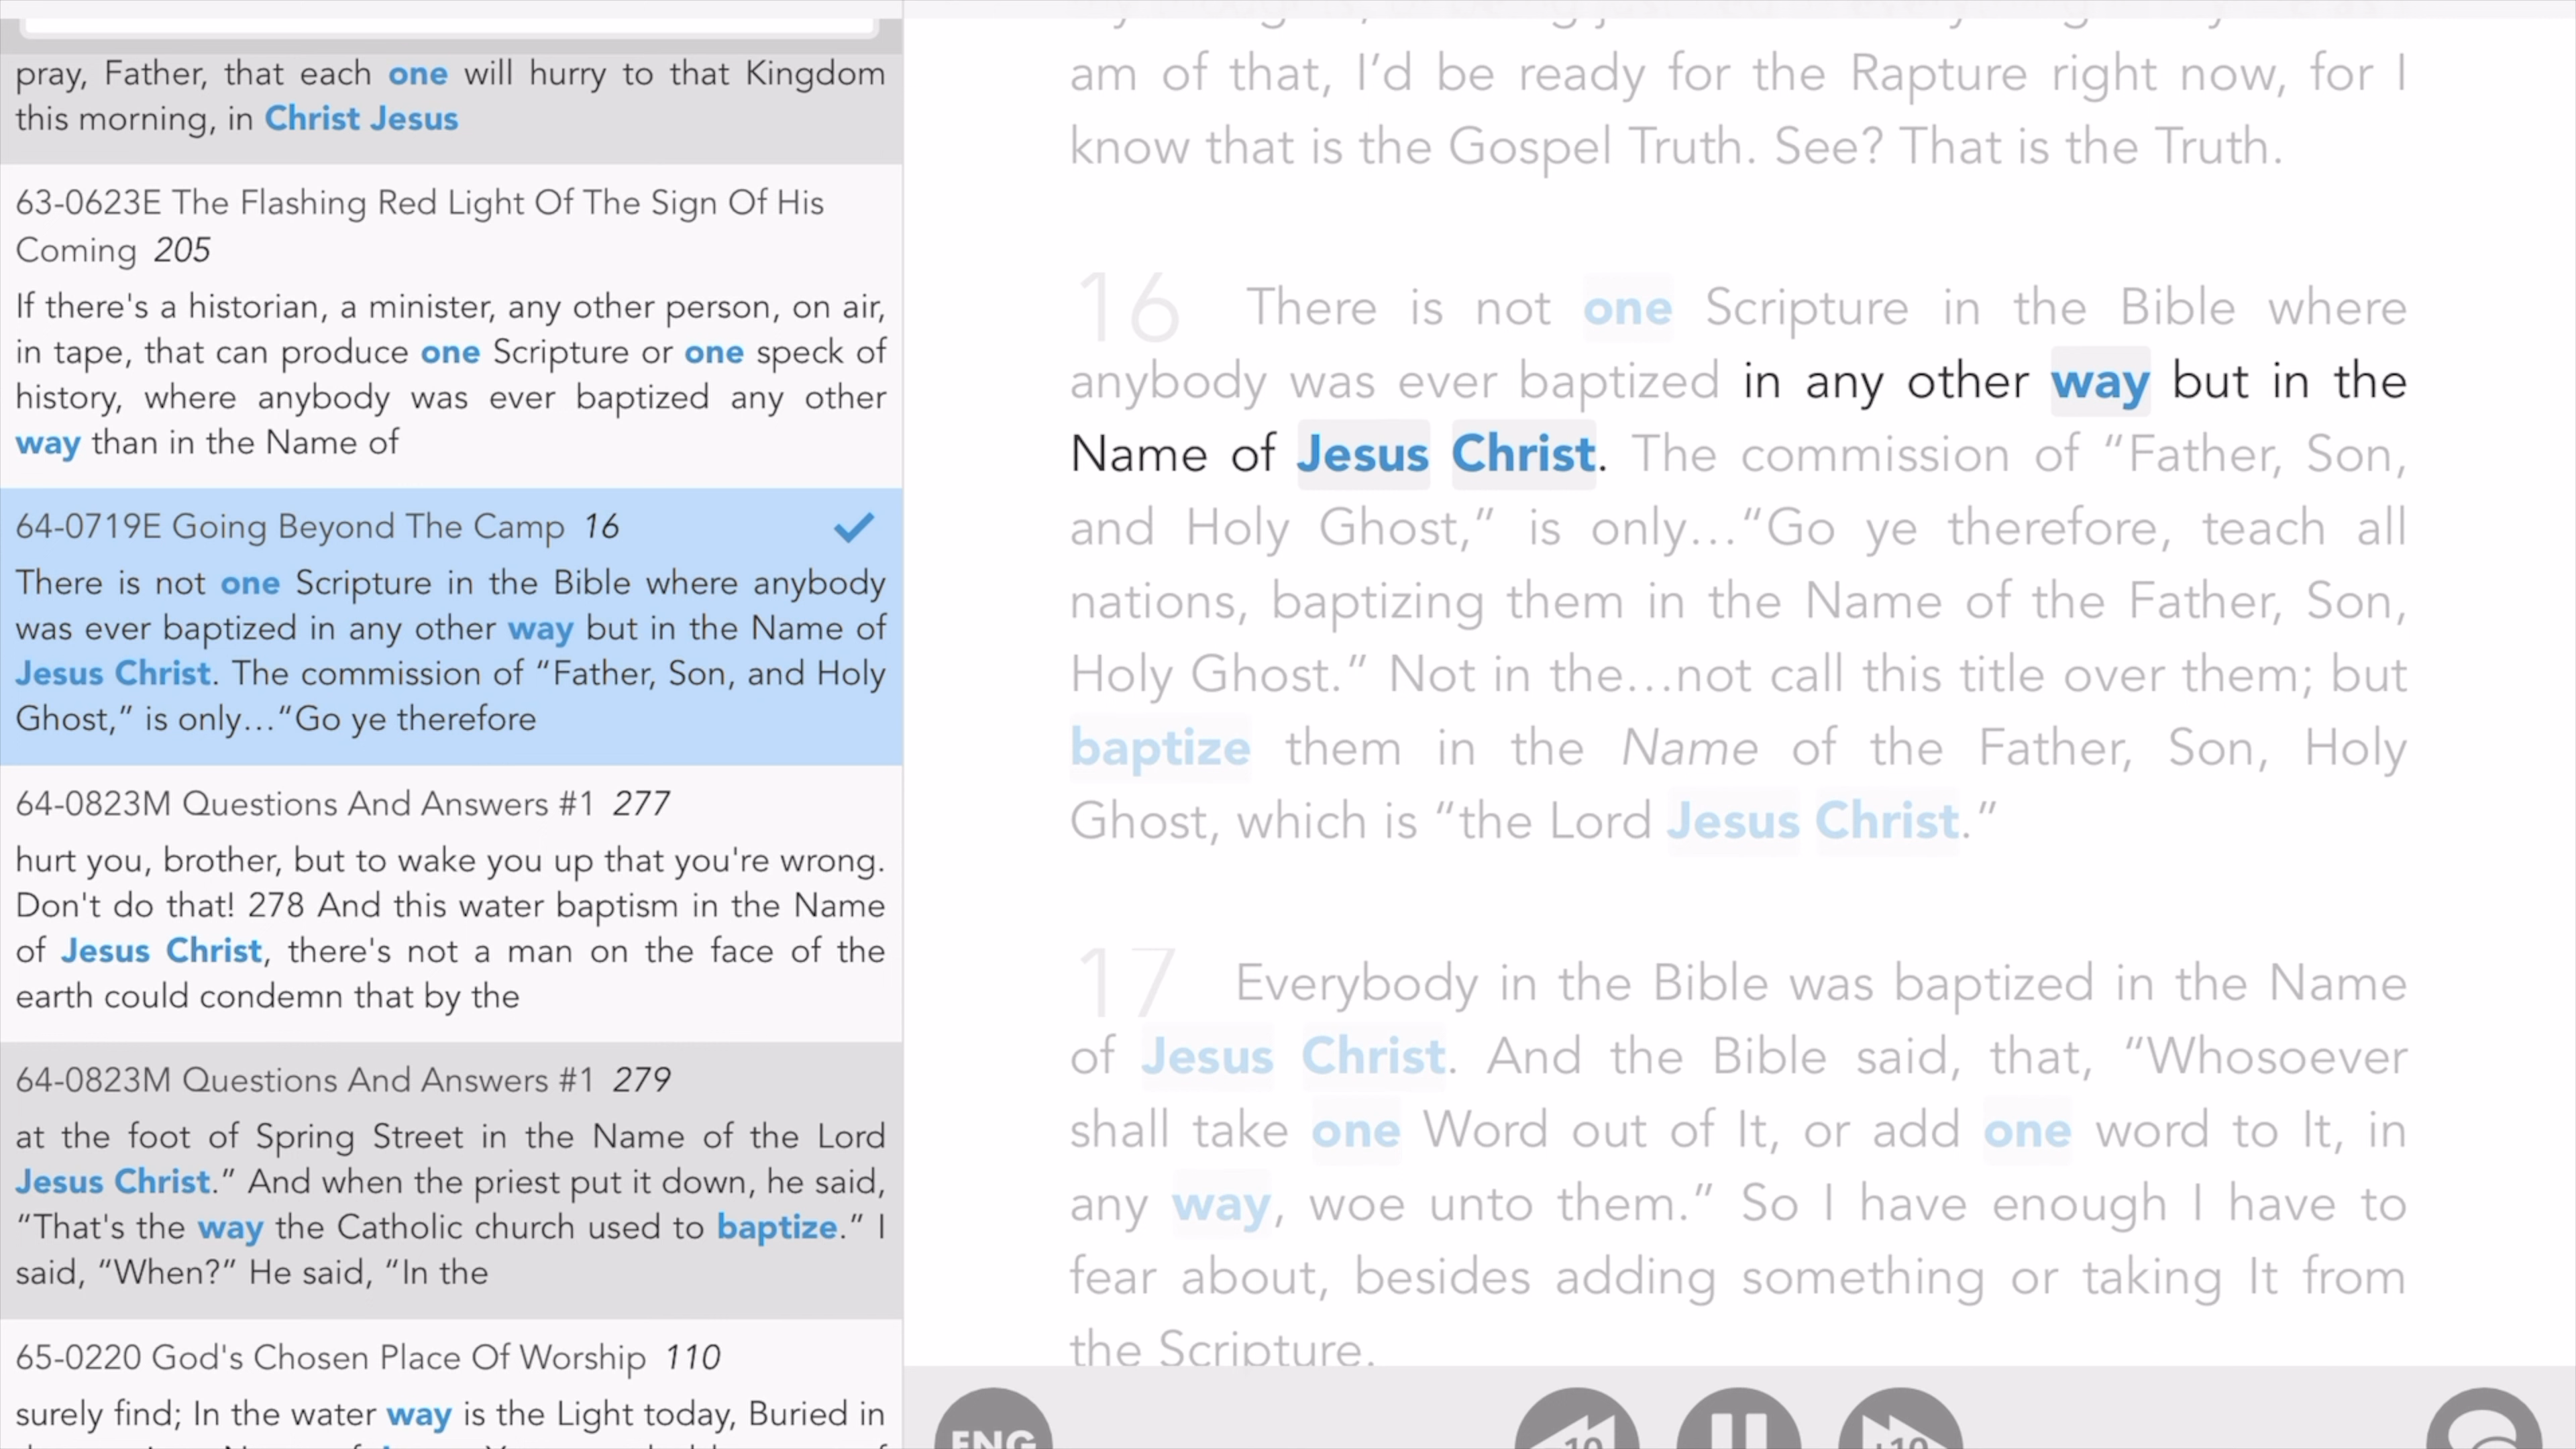 pray, Father, that each one will hurry to that Kingdom
this morning, in Christ Jesus
63-0623E The Flashing Red Light Of The Sign Of His
Coming 205
If there's a historian, a minister, any other person, on air,
in tape, that can produce one Scripture or one speck of
history, where anybody was ever baptized any other
way than in the Name of
64-0719E Going Beyond The Camp 16
There is not one Scripture in the Bible where anybody
was ever baptized in any other way but in the Name of
Jesus Christ. The commission of “Father, Son, and Holy
Ghost,” is only…“Go ye therefore
64-0823M Questions And Answers #1 277
hurt you, brother, but to wake you up that you're wrong.
Don't do that! 278 And this water baptism in the Name
of Jesus Christ, there's not a man on the face of the
earth could condemn that by the
64-0823M Questions And Answers #1 279
at the foot of Spring Street in the Name of the Lord
Jesus Christ.” And when the priest put it down, he said,
“That's the way the Catholic church used to baptize.” I
said, “When?” He said, “In the
65-0220 God's Chosen Place Of Worship 110
surely find; In the water way is the Light today, Buried in
am of that, I’d be ready for the Rapture right now, for I
know that is the Gospel Truth. See? That is the Truth.
16 There is not one Scripture in the Bible where
anybody was ever baptized in any other way but in the
Name of Jesus Christ. The commission of “Father, Son,
and Holy Ghost,” is only…“Go ye therefore, teach all
nations, baptizing them in the Name of the Father, Son,
Holy Ghost.” Not in the…not call this title over them; but
baptize them in the Name of the Father, Son, Holy
Ghost, which is “the Lord Jesus Christ.”
17 Everybody in the Bible was baptized in the Name
of Jesus Christ. And the Bible said, that, “Whosoever
shall take one Word out of It, or add one word to It, in
any way, woe unto them.” So I have enough I have to
fear about, besides adding something or taking It from
the Scripture.
ENG
-10
+10